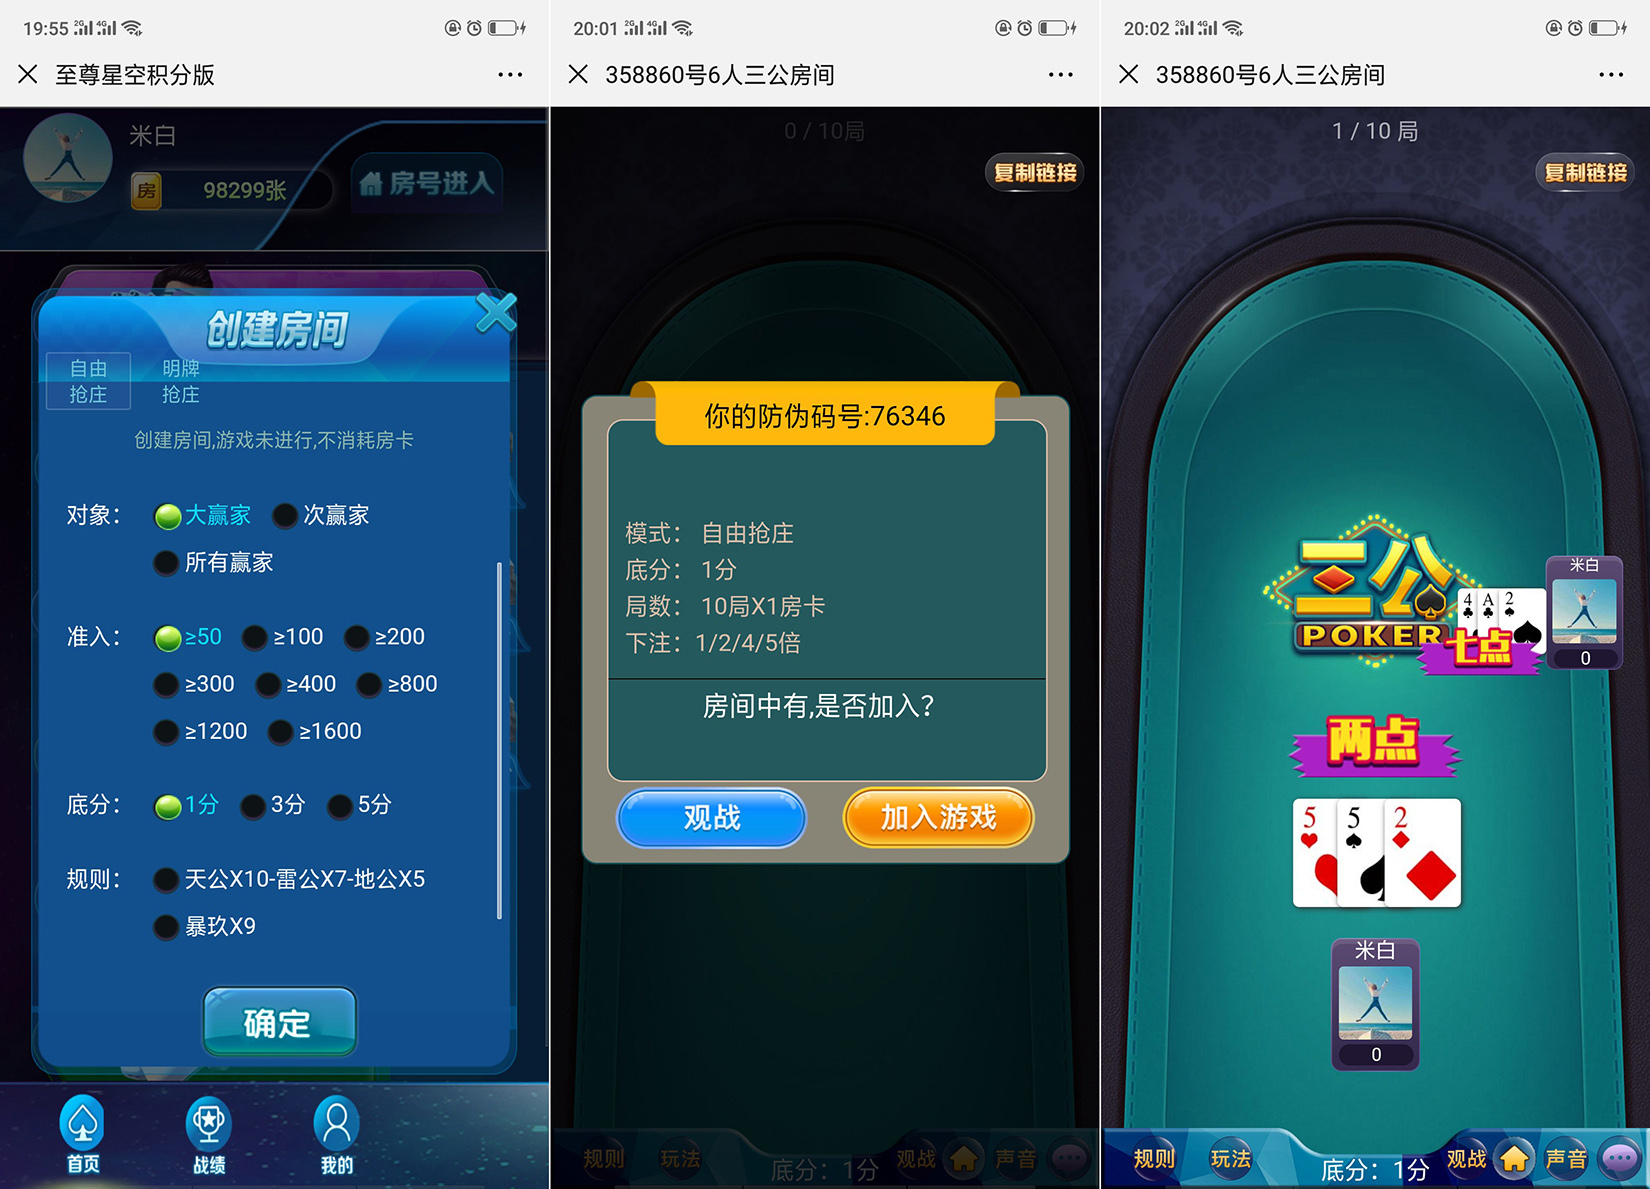 19:55 2G 4G
至尊星空积分版
米白
房 98299张
房号进入
创建房间
自由 明牌
抢庄 抢庄
创建房间,游戏未进行,不消耗房卡
对象： 大赢家 次赢家
所有赢家
准入： ≥50 ≥100 ≥200
≥300 ≥400 ≥800
≥1200 ≥1600
底分： 1分 3分 5分
规则： 天公X10-雷公X7-地公X5
暴玖X9
确定
首页 战绩 我的
20:01 2G 4G
358860号6人三公房间
0 / 10局
复制链接
你的防伪码号:76346
模式： 自由抢庄
底分： 1分
局数： 10局X1房卡
下注： 1/2/4/5倍
房间中有,是否加入?
观战 加入游戏
规则 玩法 底分：1分 观战 声音
20:02 2G 4G
358860号6人三公房间
1 / 10 局
复制链接
三公
POKER
4 A 2
七点
米白
0
两点
5 5 2
米白
0
规则 玩法 底分：1分 观战 声音